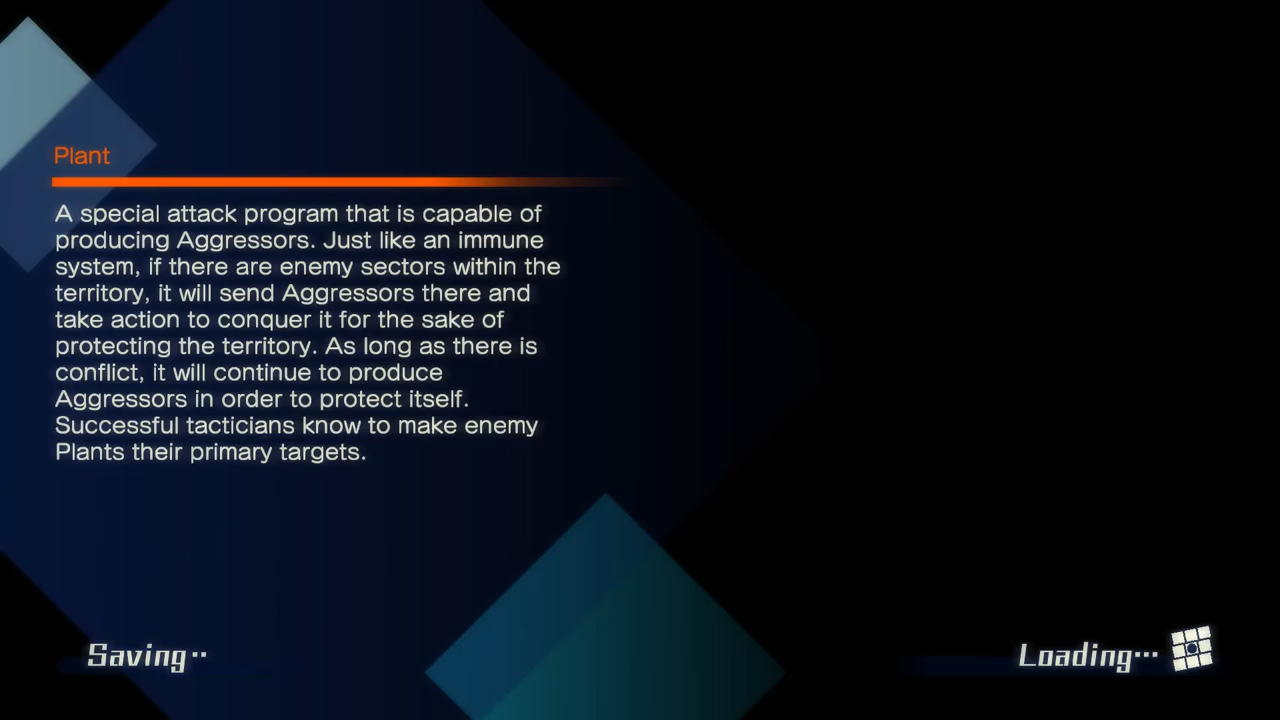 Plant
A special attack program that is capable of
producing Aggressors. Just like an immune
system, if there are enemy sectors within the
territory, it will send Aggressors there and
take action to conquer it for the sake of
protecting the territory. As long as there is
conflict, it will continue to produce
Aggressors in order to protect itself.
Successful tacticians know to make enemy
Plants their primary targets.
Saving··
Loading···